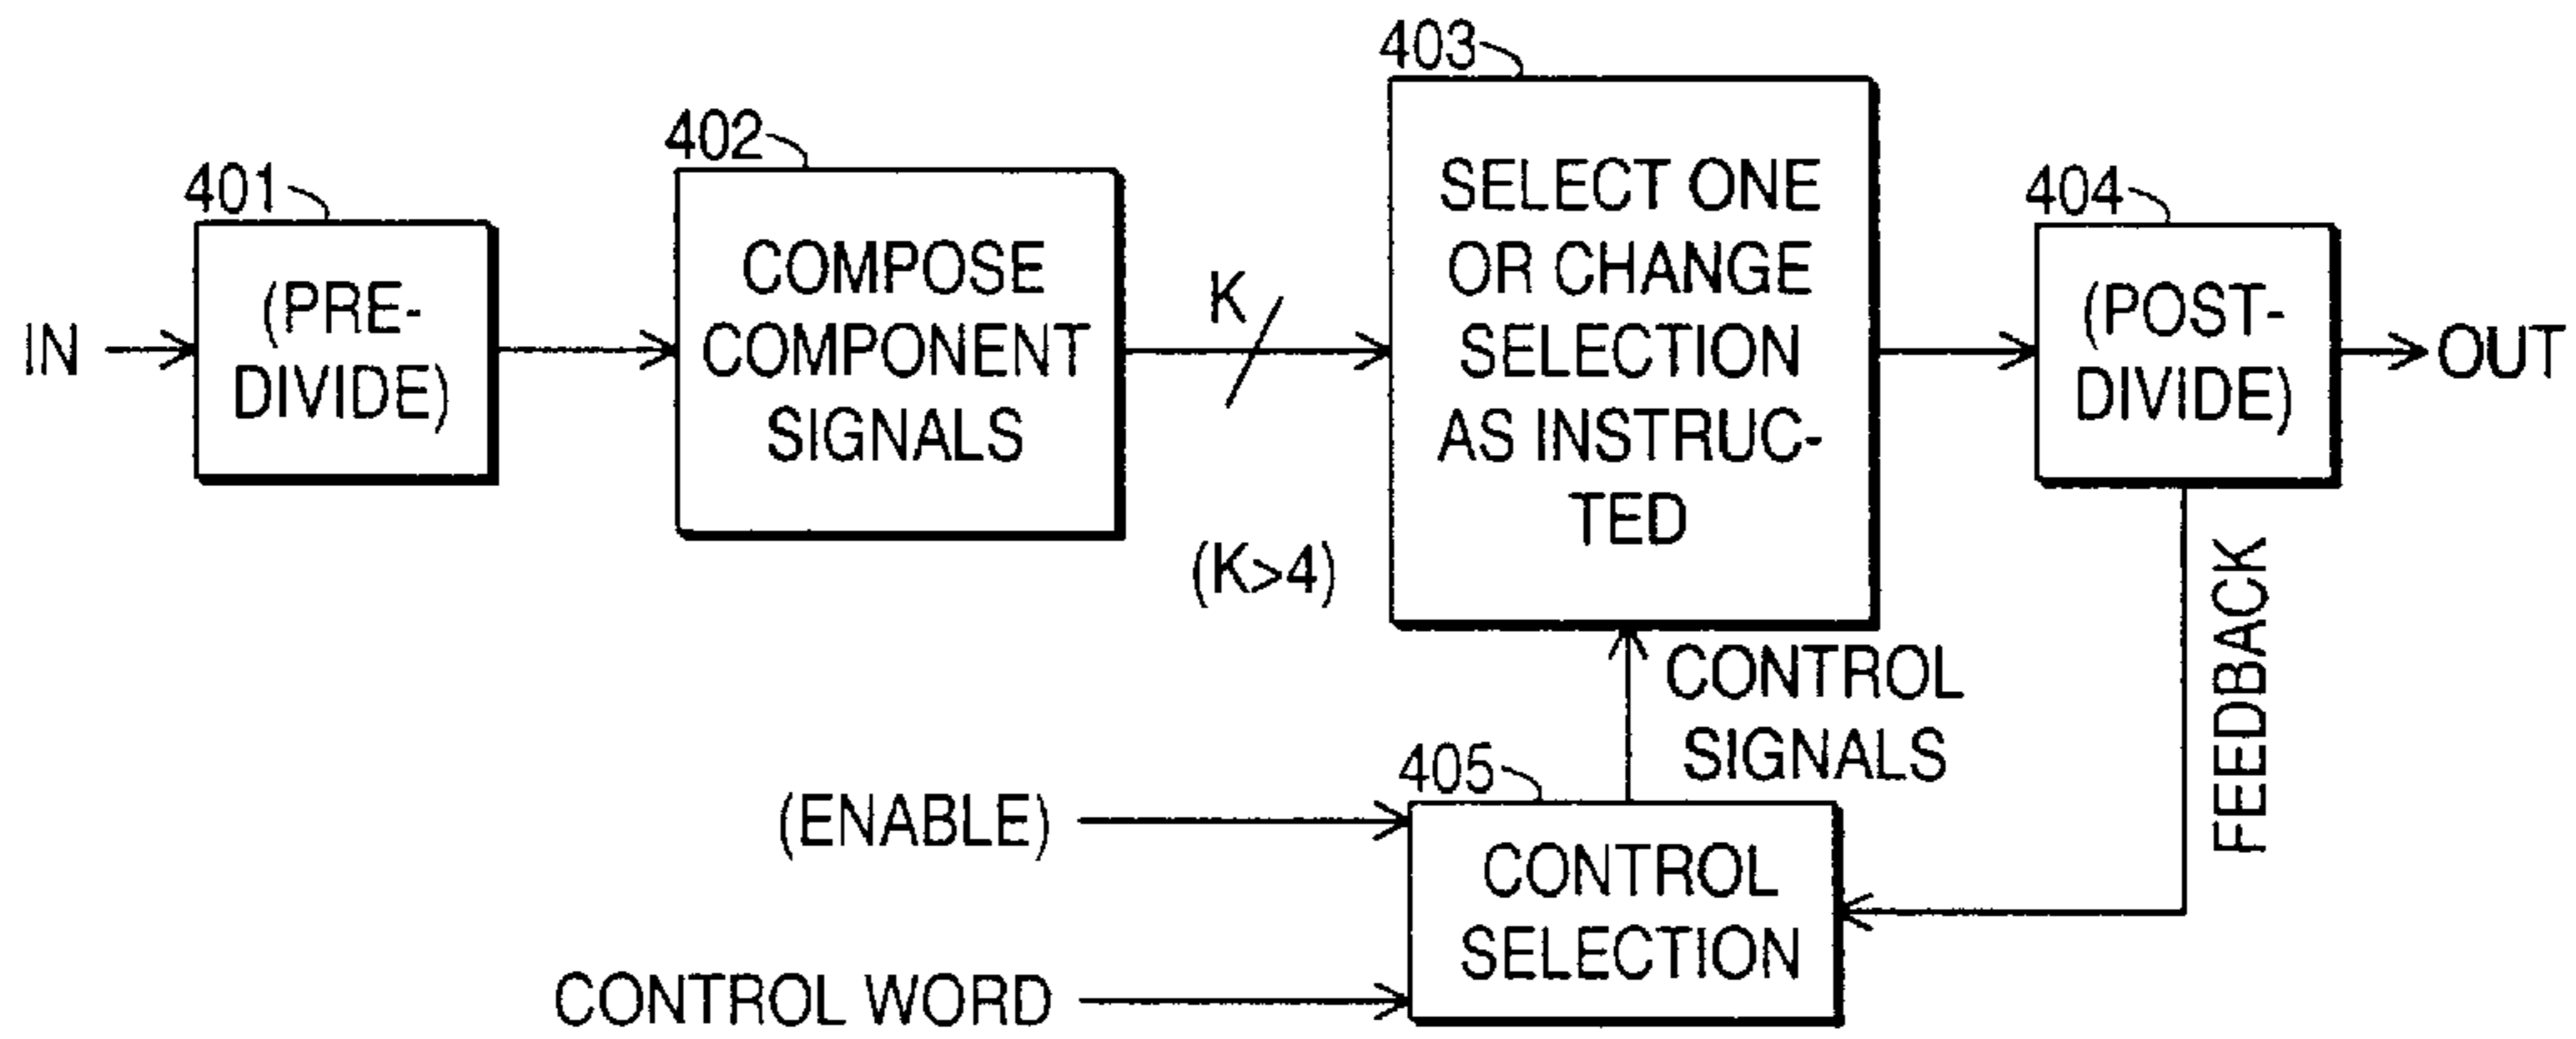 403
402
401
404
IN
(PRE-
DIVIDE)
COMPOSE
COMPONENT
SIGNALS
K
(K>4)
SELECT ONE
OR CHANGE
SELECTION
AS INSTRUC-
TED
(POST-
DIVIDE)
OUT
FEEDBACK
CONTROL
SIGNALS
405
(ENABLE)
CONTROL WORD
CONTROL
SELECTION